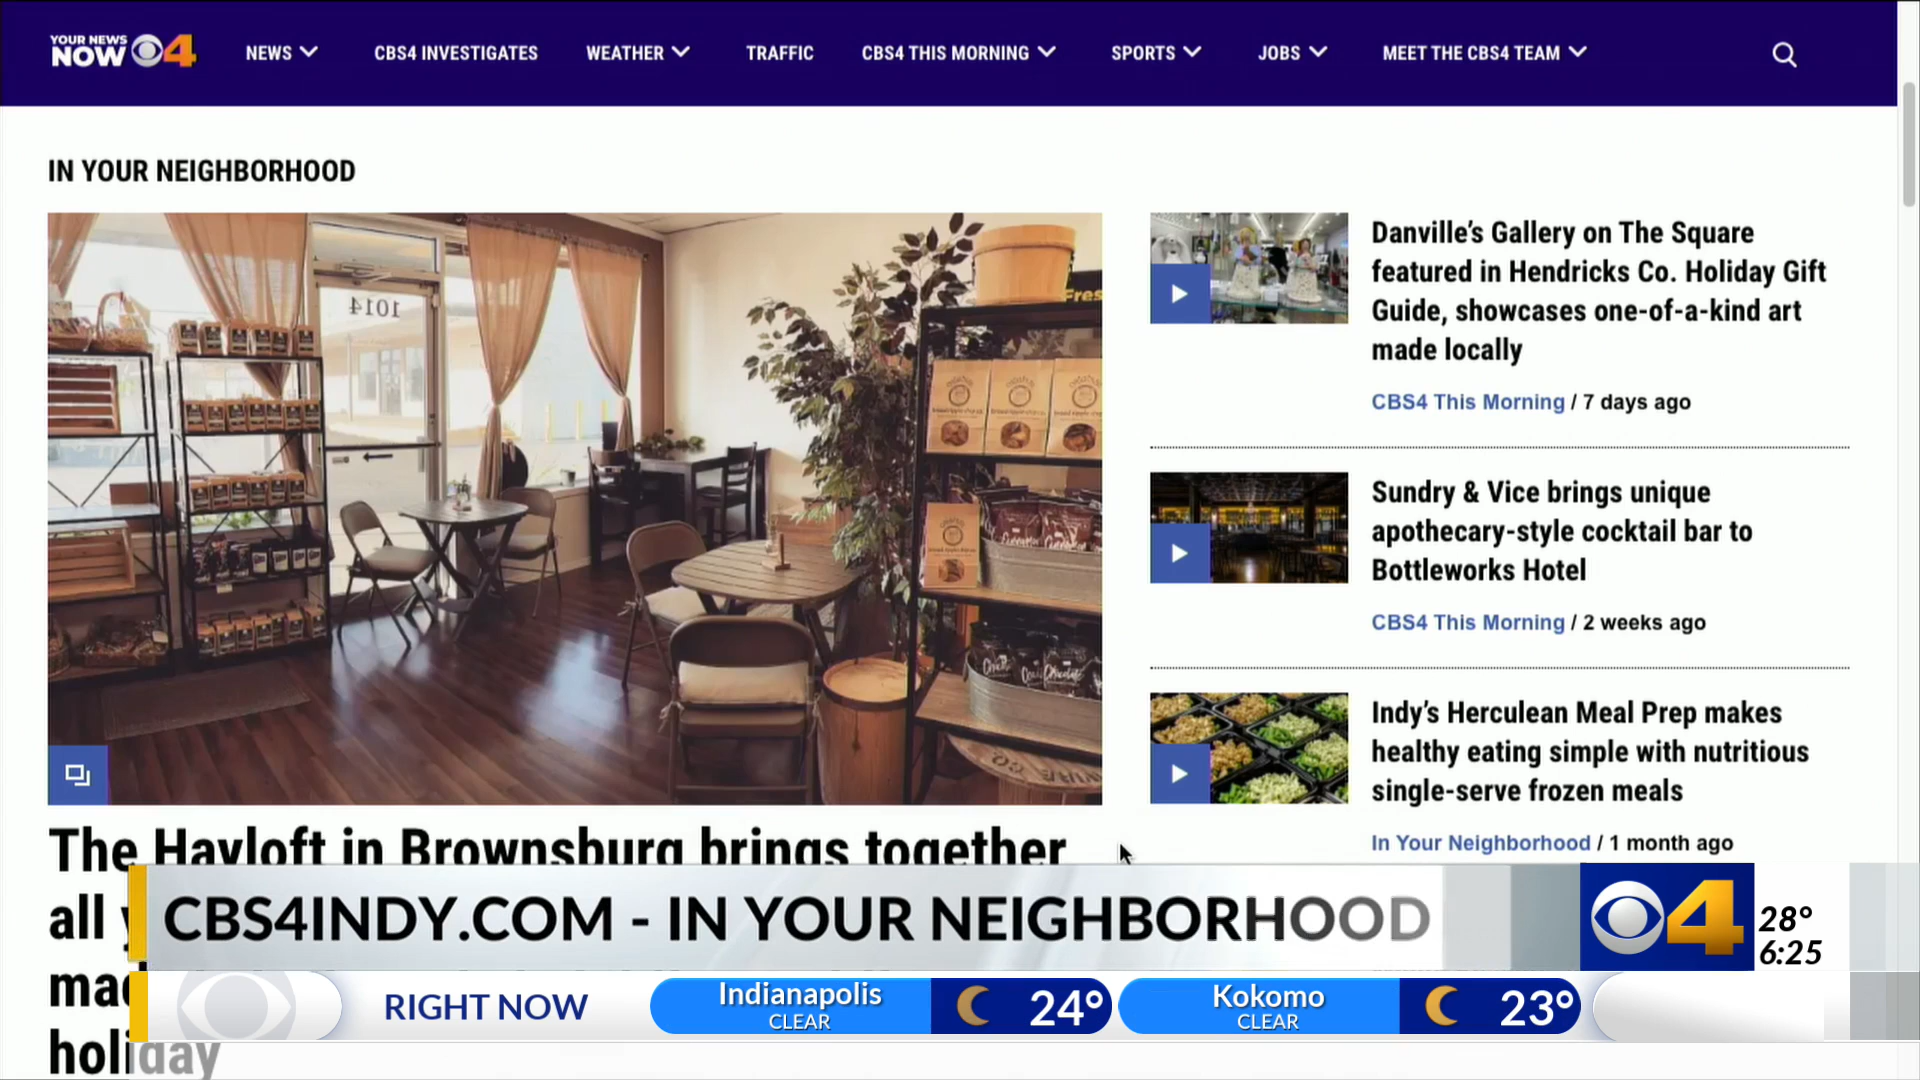 YOUR NEWS
NOW 4
NEWS
CBS4 INVESTIGATES
WEATHER
TRAFFIC
CBS4 THIS MORNING
SPORTS
JOBS
MEET THE CBS4 TEAM
IN YOUR NEIGHBORHOOD
1014
Fres
Danville’s Gallery on The Square
featured in Hendricks Co. Holiday Gift
Guide, showcases one-of-a-kind art
made locally
CBS4 This Morning / 7 days ago
Sundry & Vice brings unique
apothecary-style cocktail bar to
Bottleworks Hotel
CBS4 This Morning / 2 weeks ago
Indy’s Herculean Meal Prep makes
healthy eating simple with nutritious
single-serve frozen meals
In Your Neighborhood / 1 month ago
The Hayloft in Brownsburg brings together
all
mad
holiday
CBS4INDY.COM - IN YOUR NEIGHBORHOOD
4
28°
6:25
RIGHT NOW
Indianapolis
CLEAR
24°
Kokomo
CLEAR
23°